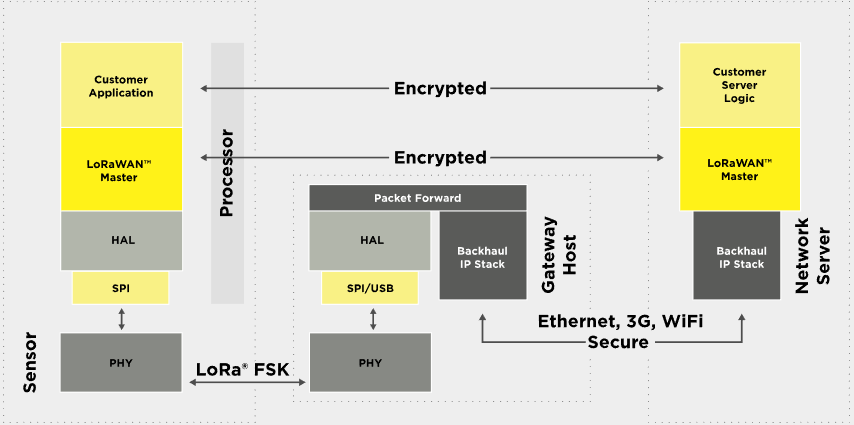 Customer
Application
LoRaWAN™
Master
HAL
SPI
PHY
Sensor
Processor
Encrypted
Encrypted
LoRa® FSK
Packet Forward
HAL
SPI/USB
PHY
Backhaul
IP Stack
Gateway
Host
Ethernet, 3G, WiFi
Secure
Customer
Server
Logic
LoRaWAN™
Master
Backhaul
IP Stack
Network
Server